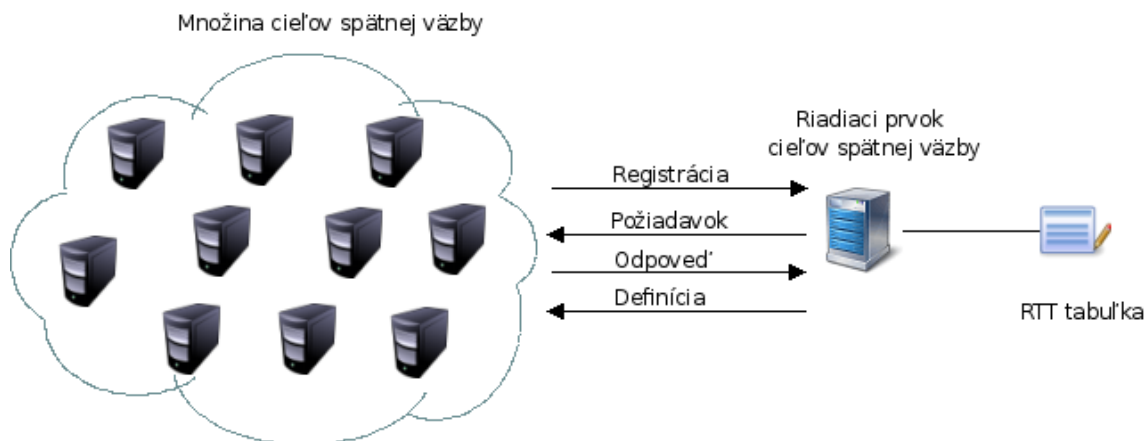 Množina cieľov spätnej väzby
Riadiaci prvok
cieľov spätnej väzby
Registrácia
Požiadavok
Odpoveď
Definícia
RTT tabuľka